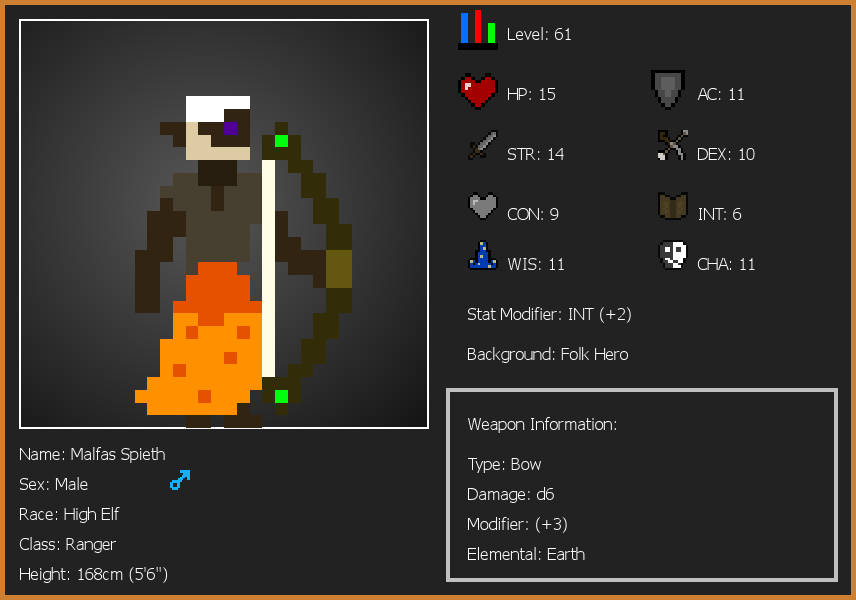 Level: 61
HP: 15
AC: 11
STR: 14
DEX: 10
CON: 9
INT: 6
WIS: 11
CHA: 11
Stat Modifier: INT (+2)
Background: Folk Hero
Weapon Information:
Type: Bow
Damage: d6
Modifier: (+3)
Elemental: Earth
Name: Malfas Spieth
Sex: Male
Race: High Elf
Class: Ranger
Height: 168cm (5'6")